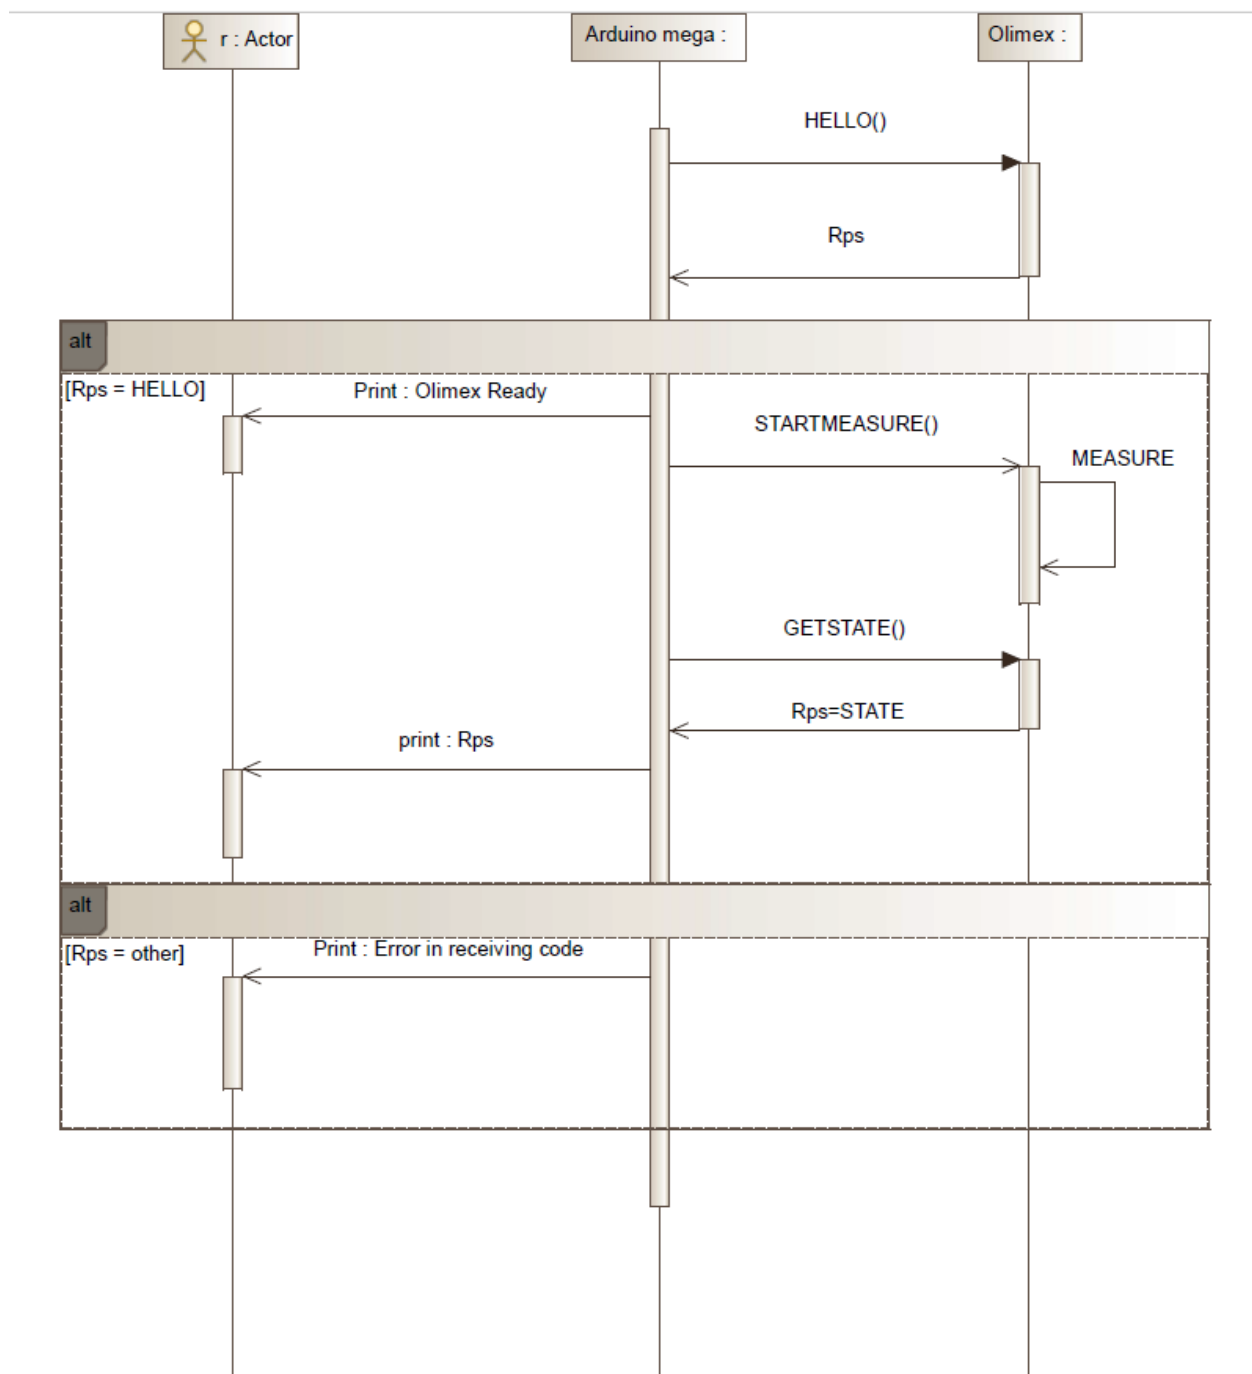 r : Actor
Arduino mega :
Olimex :
HELLO()
Rps
alt
[Rps = HELLO]
Print : Olimex Ready
STARTMEASURE()
MEASURE
GETSTATE()
Rps=STATE
print : Rps
alt
[Rps = other]
Print : Error in receiving code